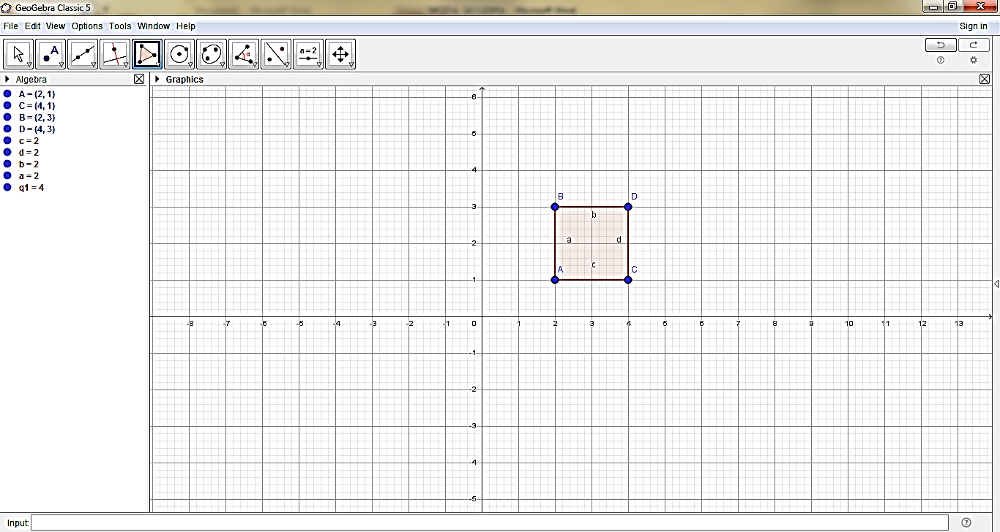 GeoGebra Classic 5
File Edit View Options Tools Window Help
Sign in
A
α
a = 2
Algebra
Graphics
A = (2, 1)
C = (4, 1)
B = (2, 3)
D = (4, 3)
c = 2
d = 2
b = 2
a = 2
q1 = 4
6
5
4
3
2
1
B D
b
a d
c
A C
-8 -7 -6 -5 -4 -3 -2 -1 0 1 2 3 4 5 6 7 8 9 10 11 12 13
-1
-2
-3
-4
-5
Input: